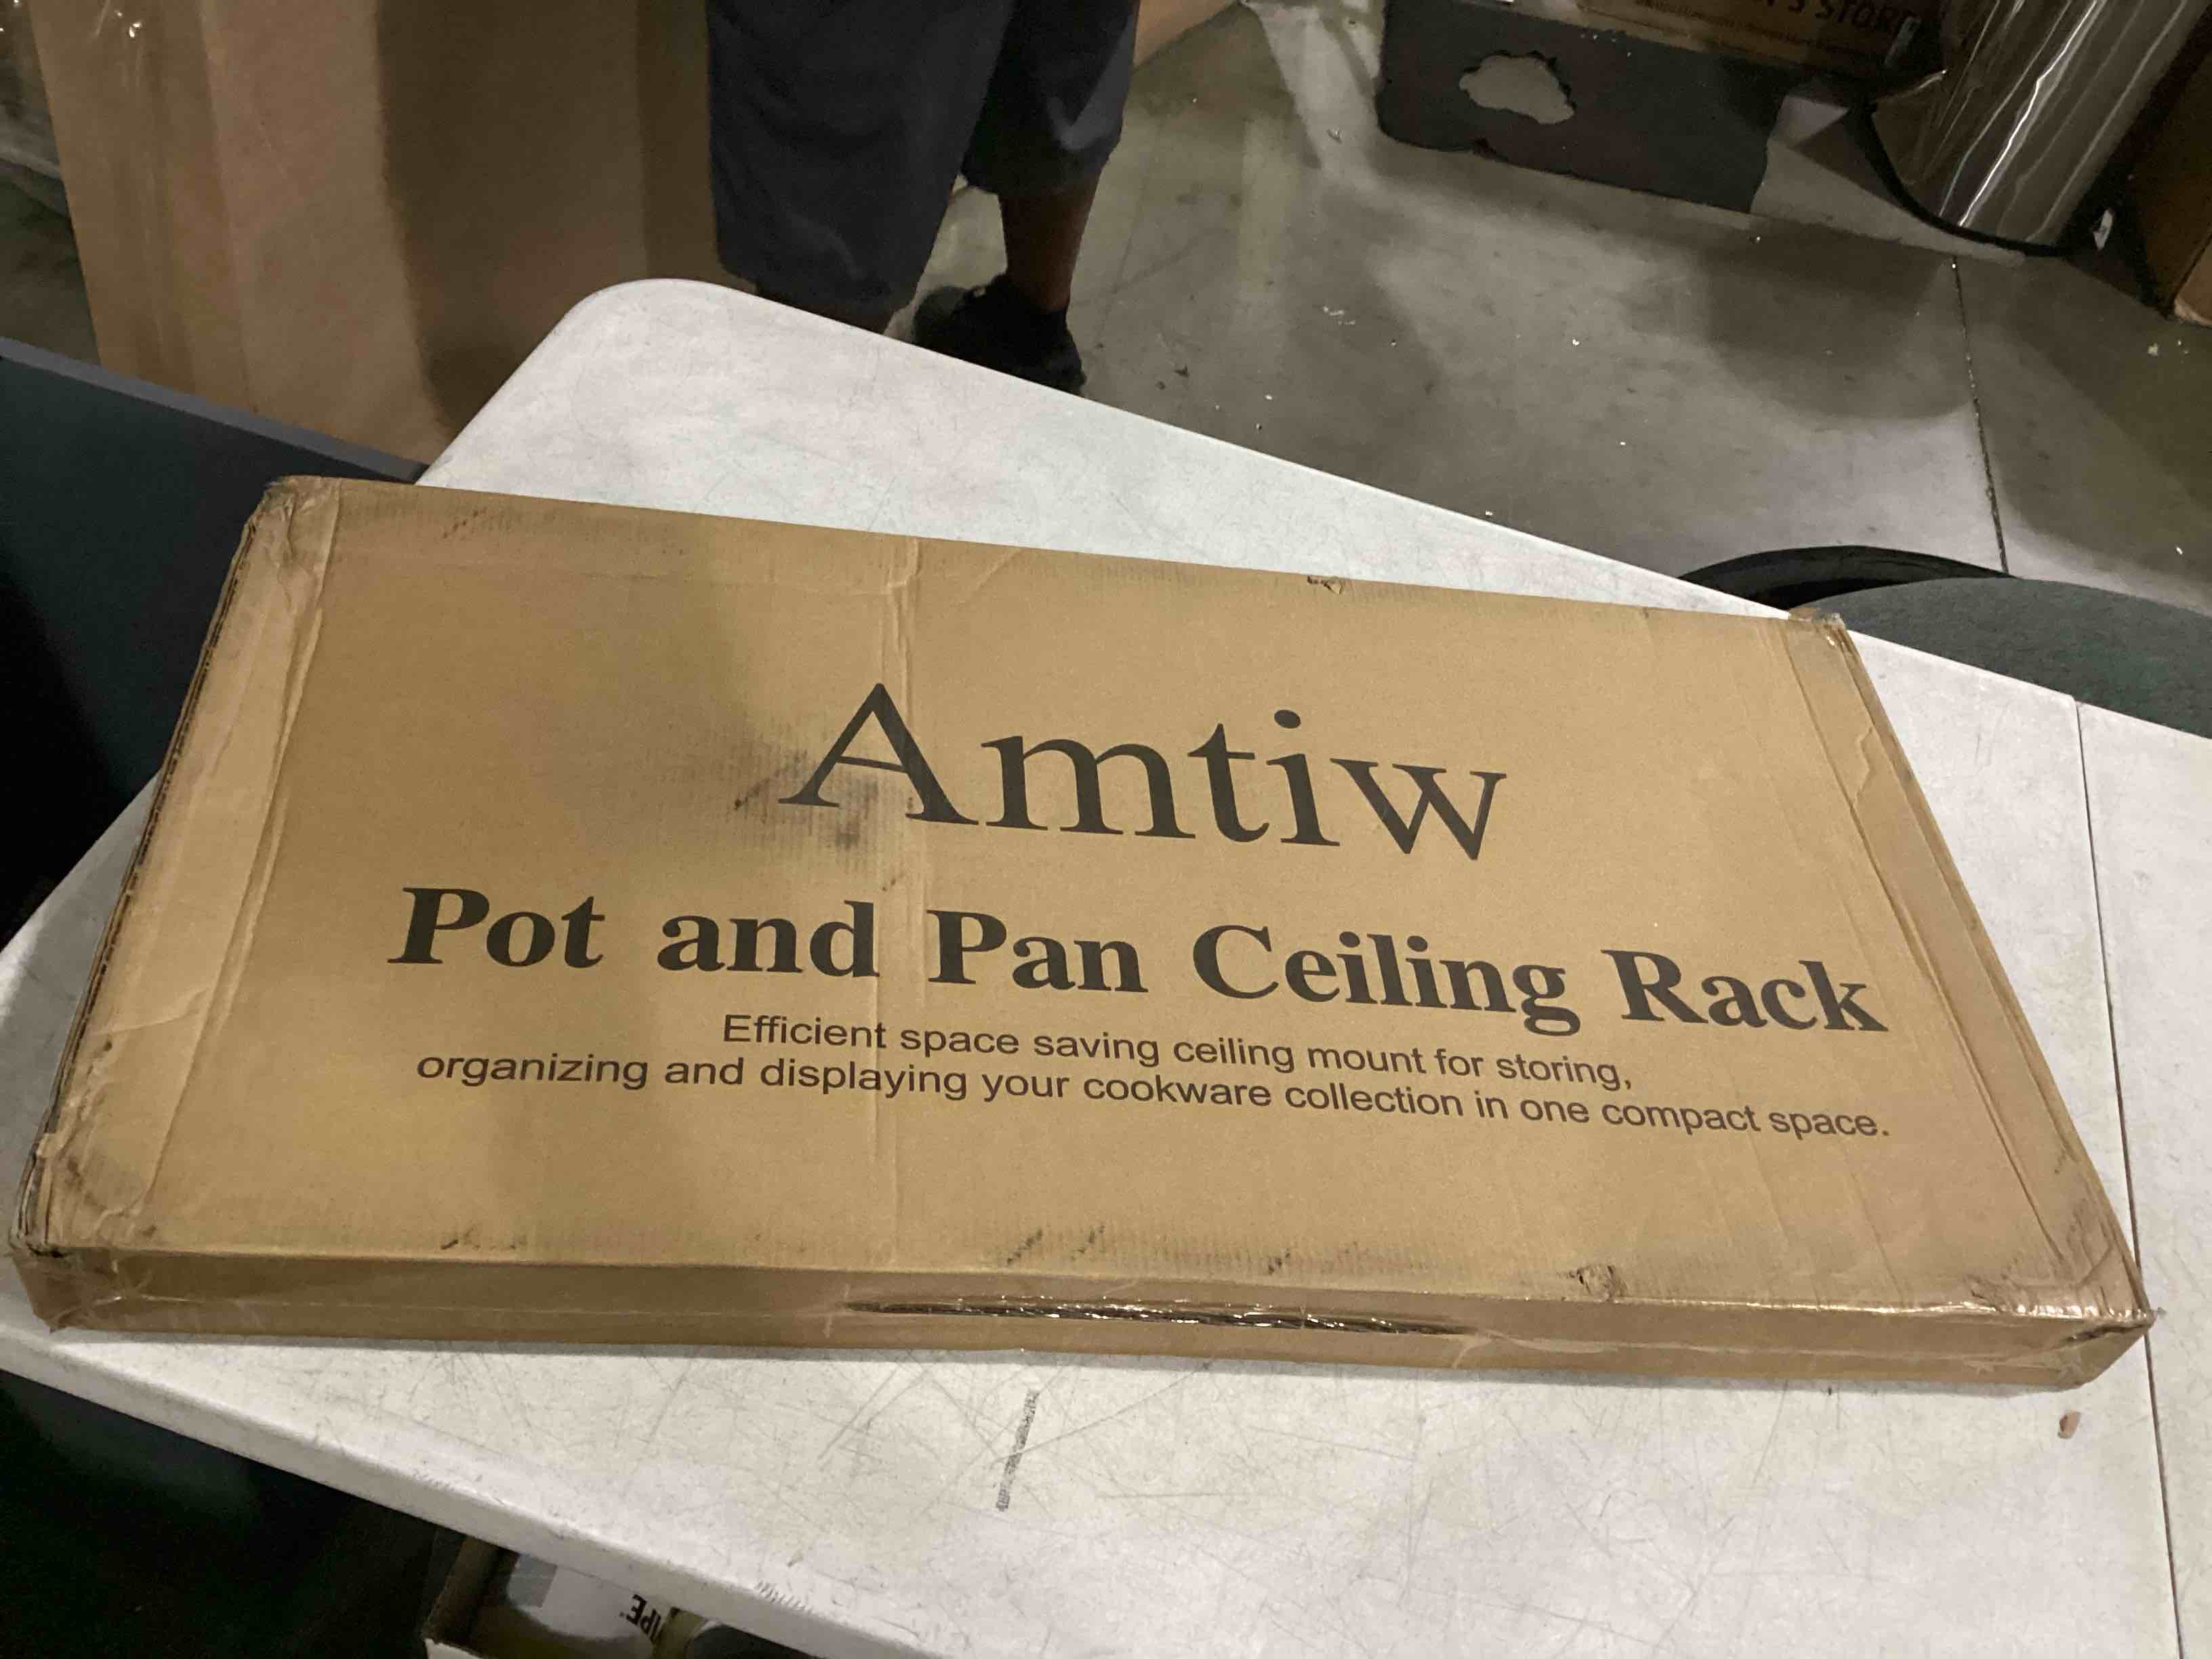 Amtiw
Pot and Pan Ceiling Rack
Efficient space saving ceiling mount for storing,
organizing and displaying your cookware collection in one compact space.